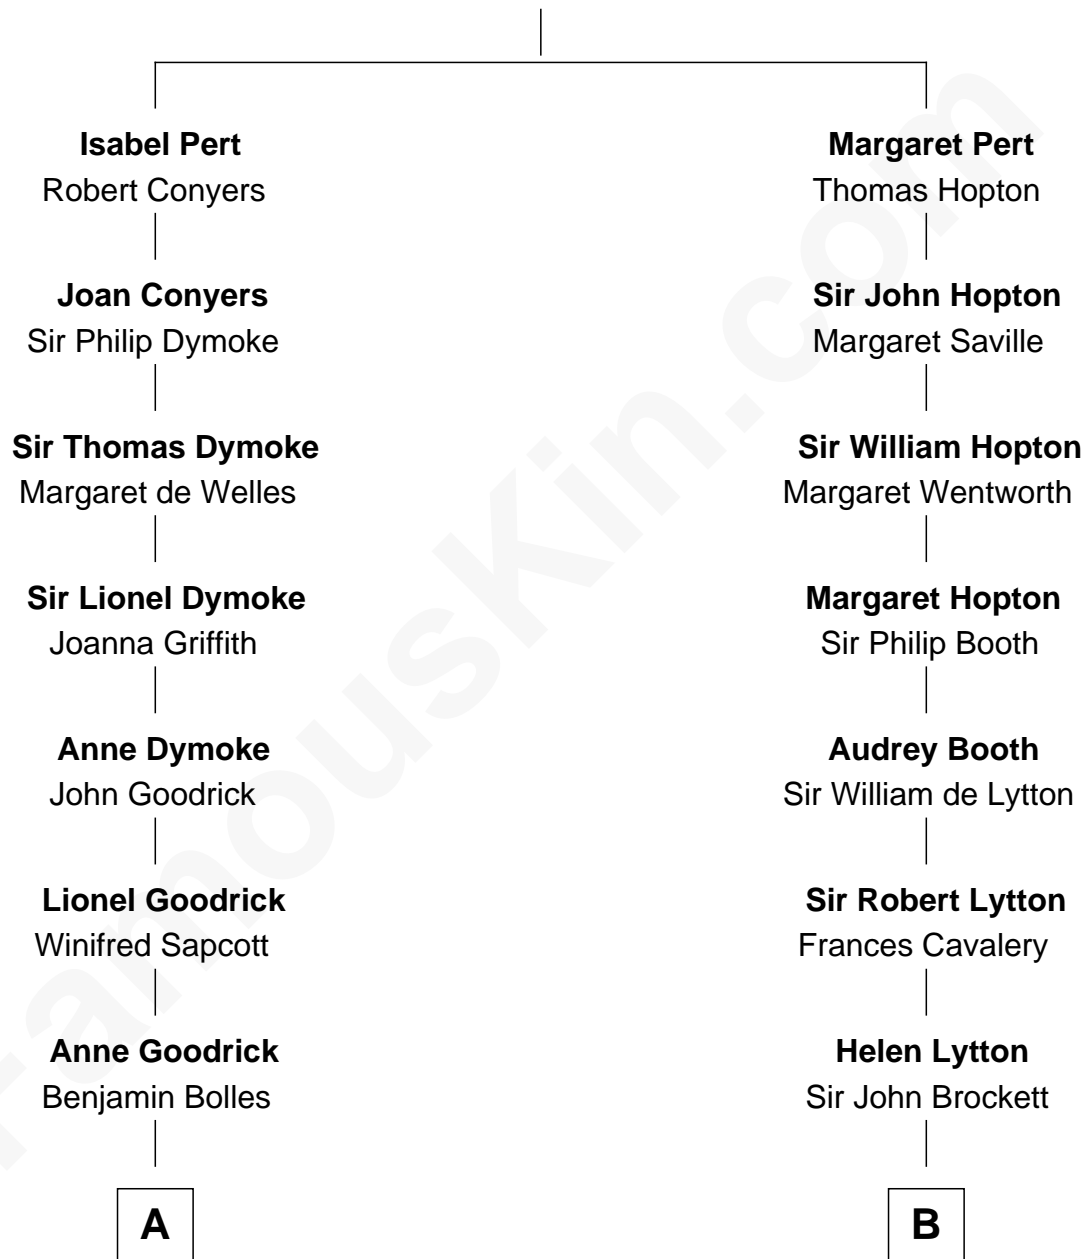 Isabel Pert
Robert Conyers
Joan Conyers
Sir Philip Dymoke
Sir Thomas Dymoke
Margaret de Welles
Sir Lionel Dymoke
Joanna Griffith
Anne Dymoke
John Goodrick
Lionel Goodrick
Winifred Sapcott
Anne Goodrick
Benjamin Bolles
A
Margaret Pert
Thomas Hopton
Sir John Hopton
Margaret Saville
Sir William Hopton
Margaret Wentworth
Margaret Hopton
Sir Philip Booth
Audrey Booth
Sir William de Lytton
Sir Robert Lytton
Frances Cavalery
Helen Lytton
Sir John Brockett
B
FamousKin.com